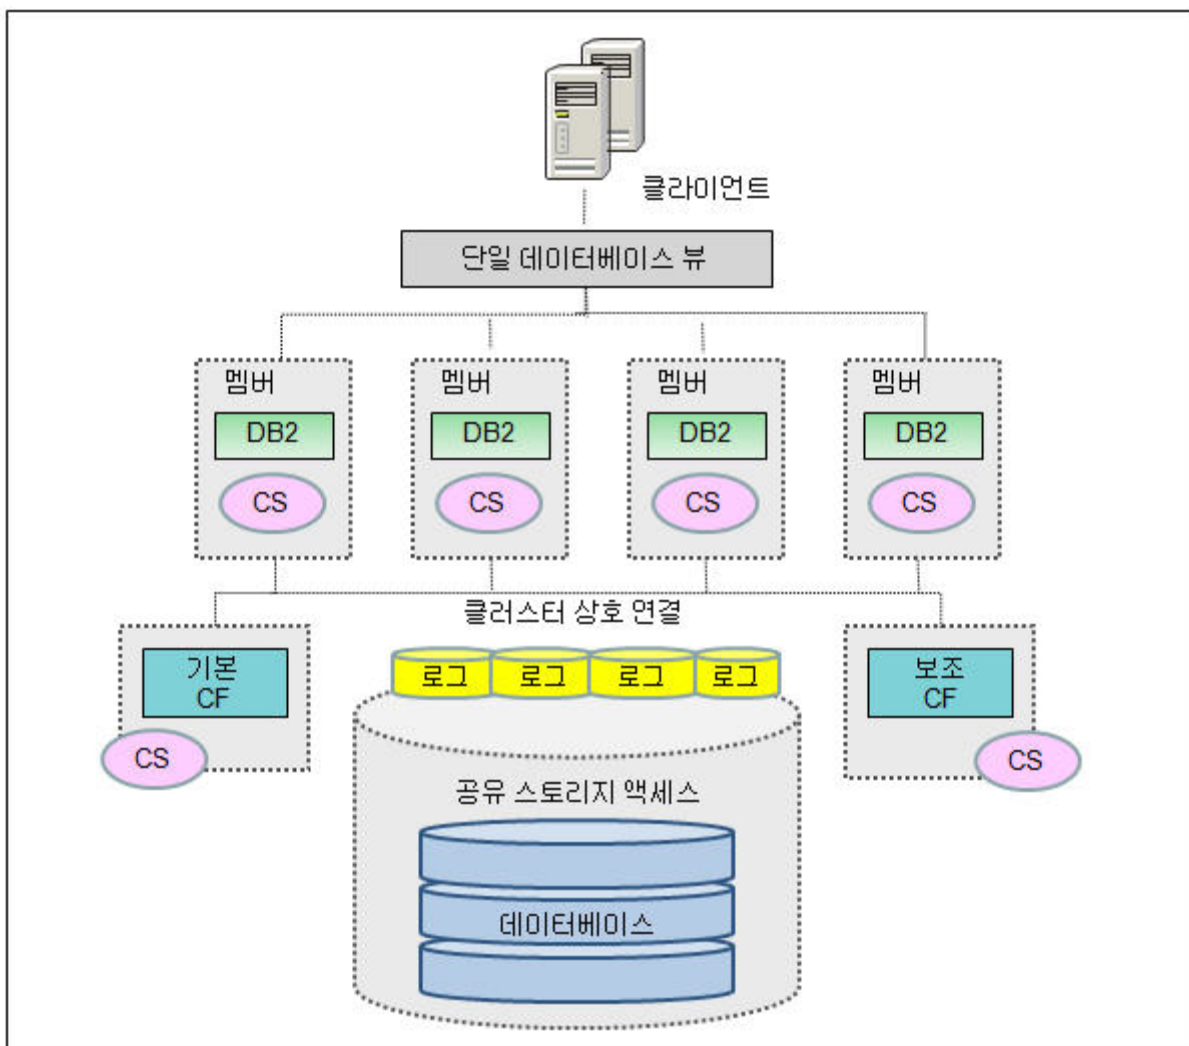 클라이언트
단일 데이터베이스 뷰
멤버 멤버 멤버 멤버
DB2 DB2 DB2 DB2
CS CS CS CS
클러스터 상호 연결
기본
CF
CS
로그 로그 로그 로그
보조
CF
CS
공유 스토리지 액세스
데이터베이스